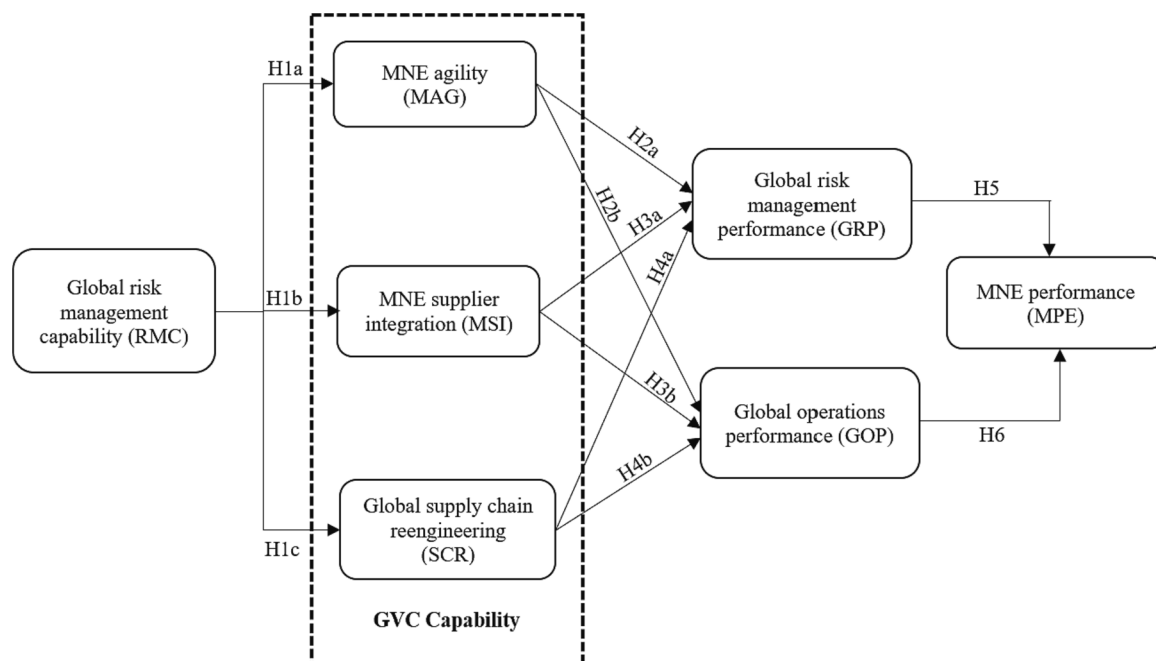 H1a
MNE agility
(MAG)
H2a
H2b
H3a
H4a
Global risk
management
performance (GRP)
H5
Global risk
management
capability (RMC)
H1b
MNE supplier
integration (MSI)
MNE performance
(MPE)
H3b
H4b
Global operations
performance (GOP)
H6
H1c
Global supply chain
reengineering
(SCR)
GVC Capability